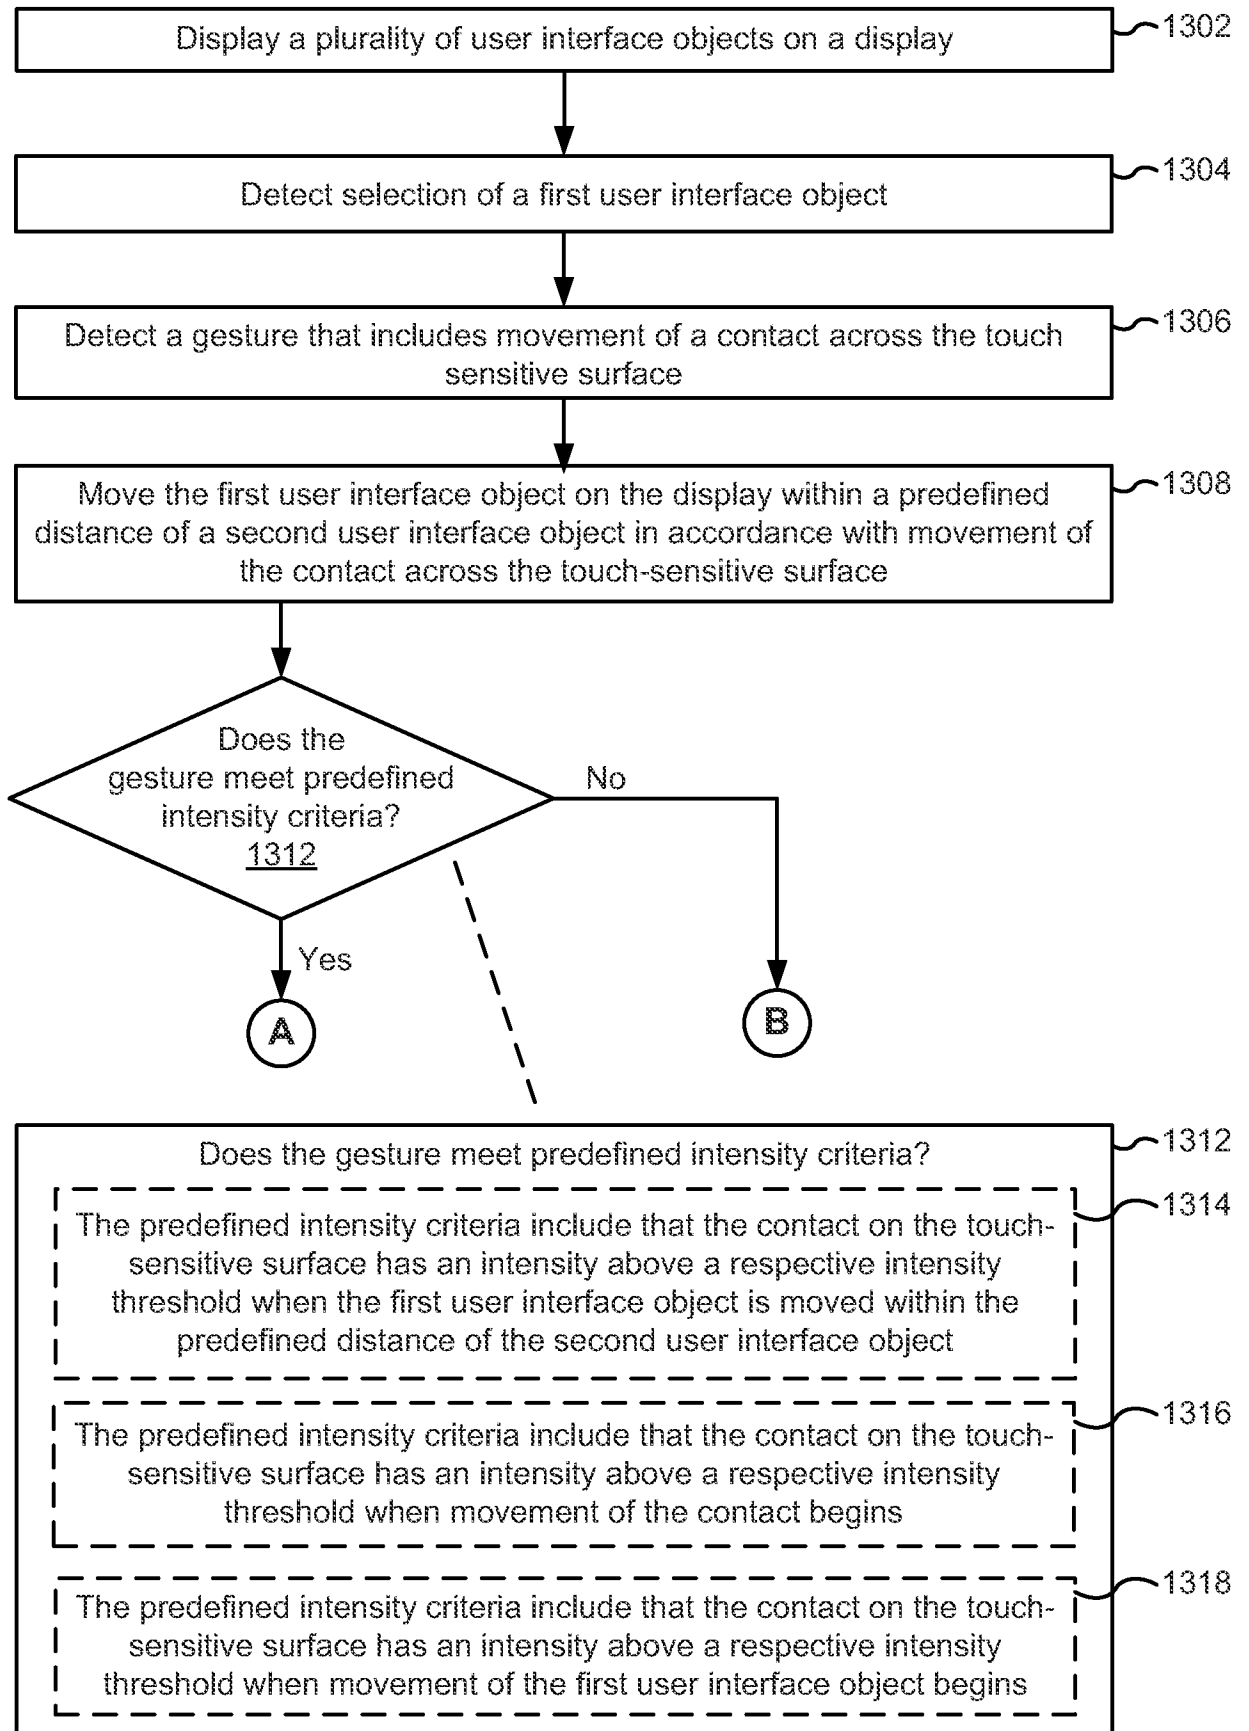 Display a plurality of user interface objects on a display
1302
Detect selection of a first user interface object
1304
Detect a gesture that includes movement of a contact across the touch
sensitive surface
1306
Move the first user interface object on the display within a predefined
distance of a second user interface object in accordance with movement of
the contact across the touch-sensitive surface
1308
Does the
gesture meet predefined
intensity criteria?
1312
No
Yes
A
B
Does the gesture meet predefined intensity criteria?
1312
The predefined intensity criteria include that the contact on the touch-
sensitive surface has an intensity above a respective intensity
threshold when the first user interface object is moved within the
predefined distance of the second user interface object
1314
The predefined intensity criteria include that the contact on the touch-
sensitive surface has an intensity above a respective intensity
threshold when movement of the contact begins
1316
The predefined intensity criteria include that the contact on the touch-
sensitive surface has an intensity above a respective intensity
threshold when movement of the first user interface object begins
1318